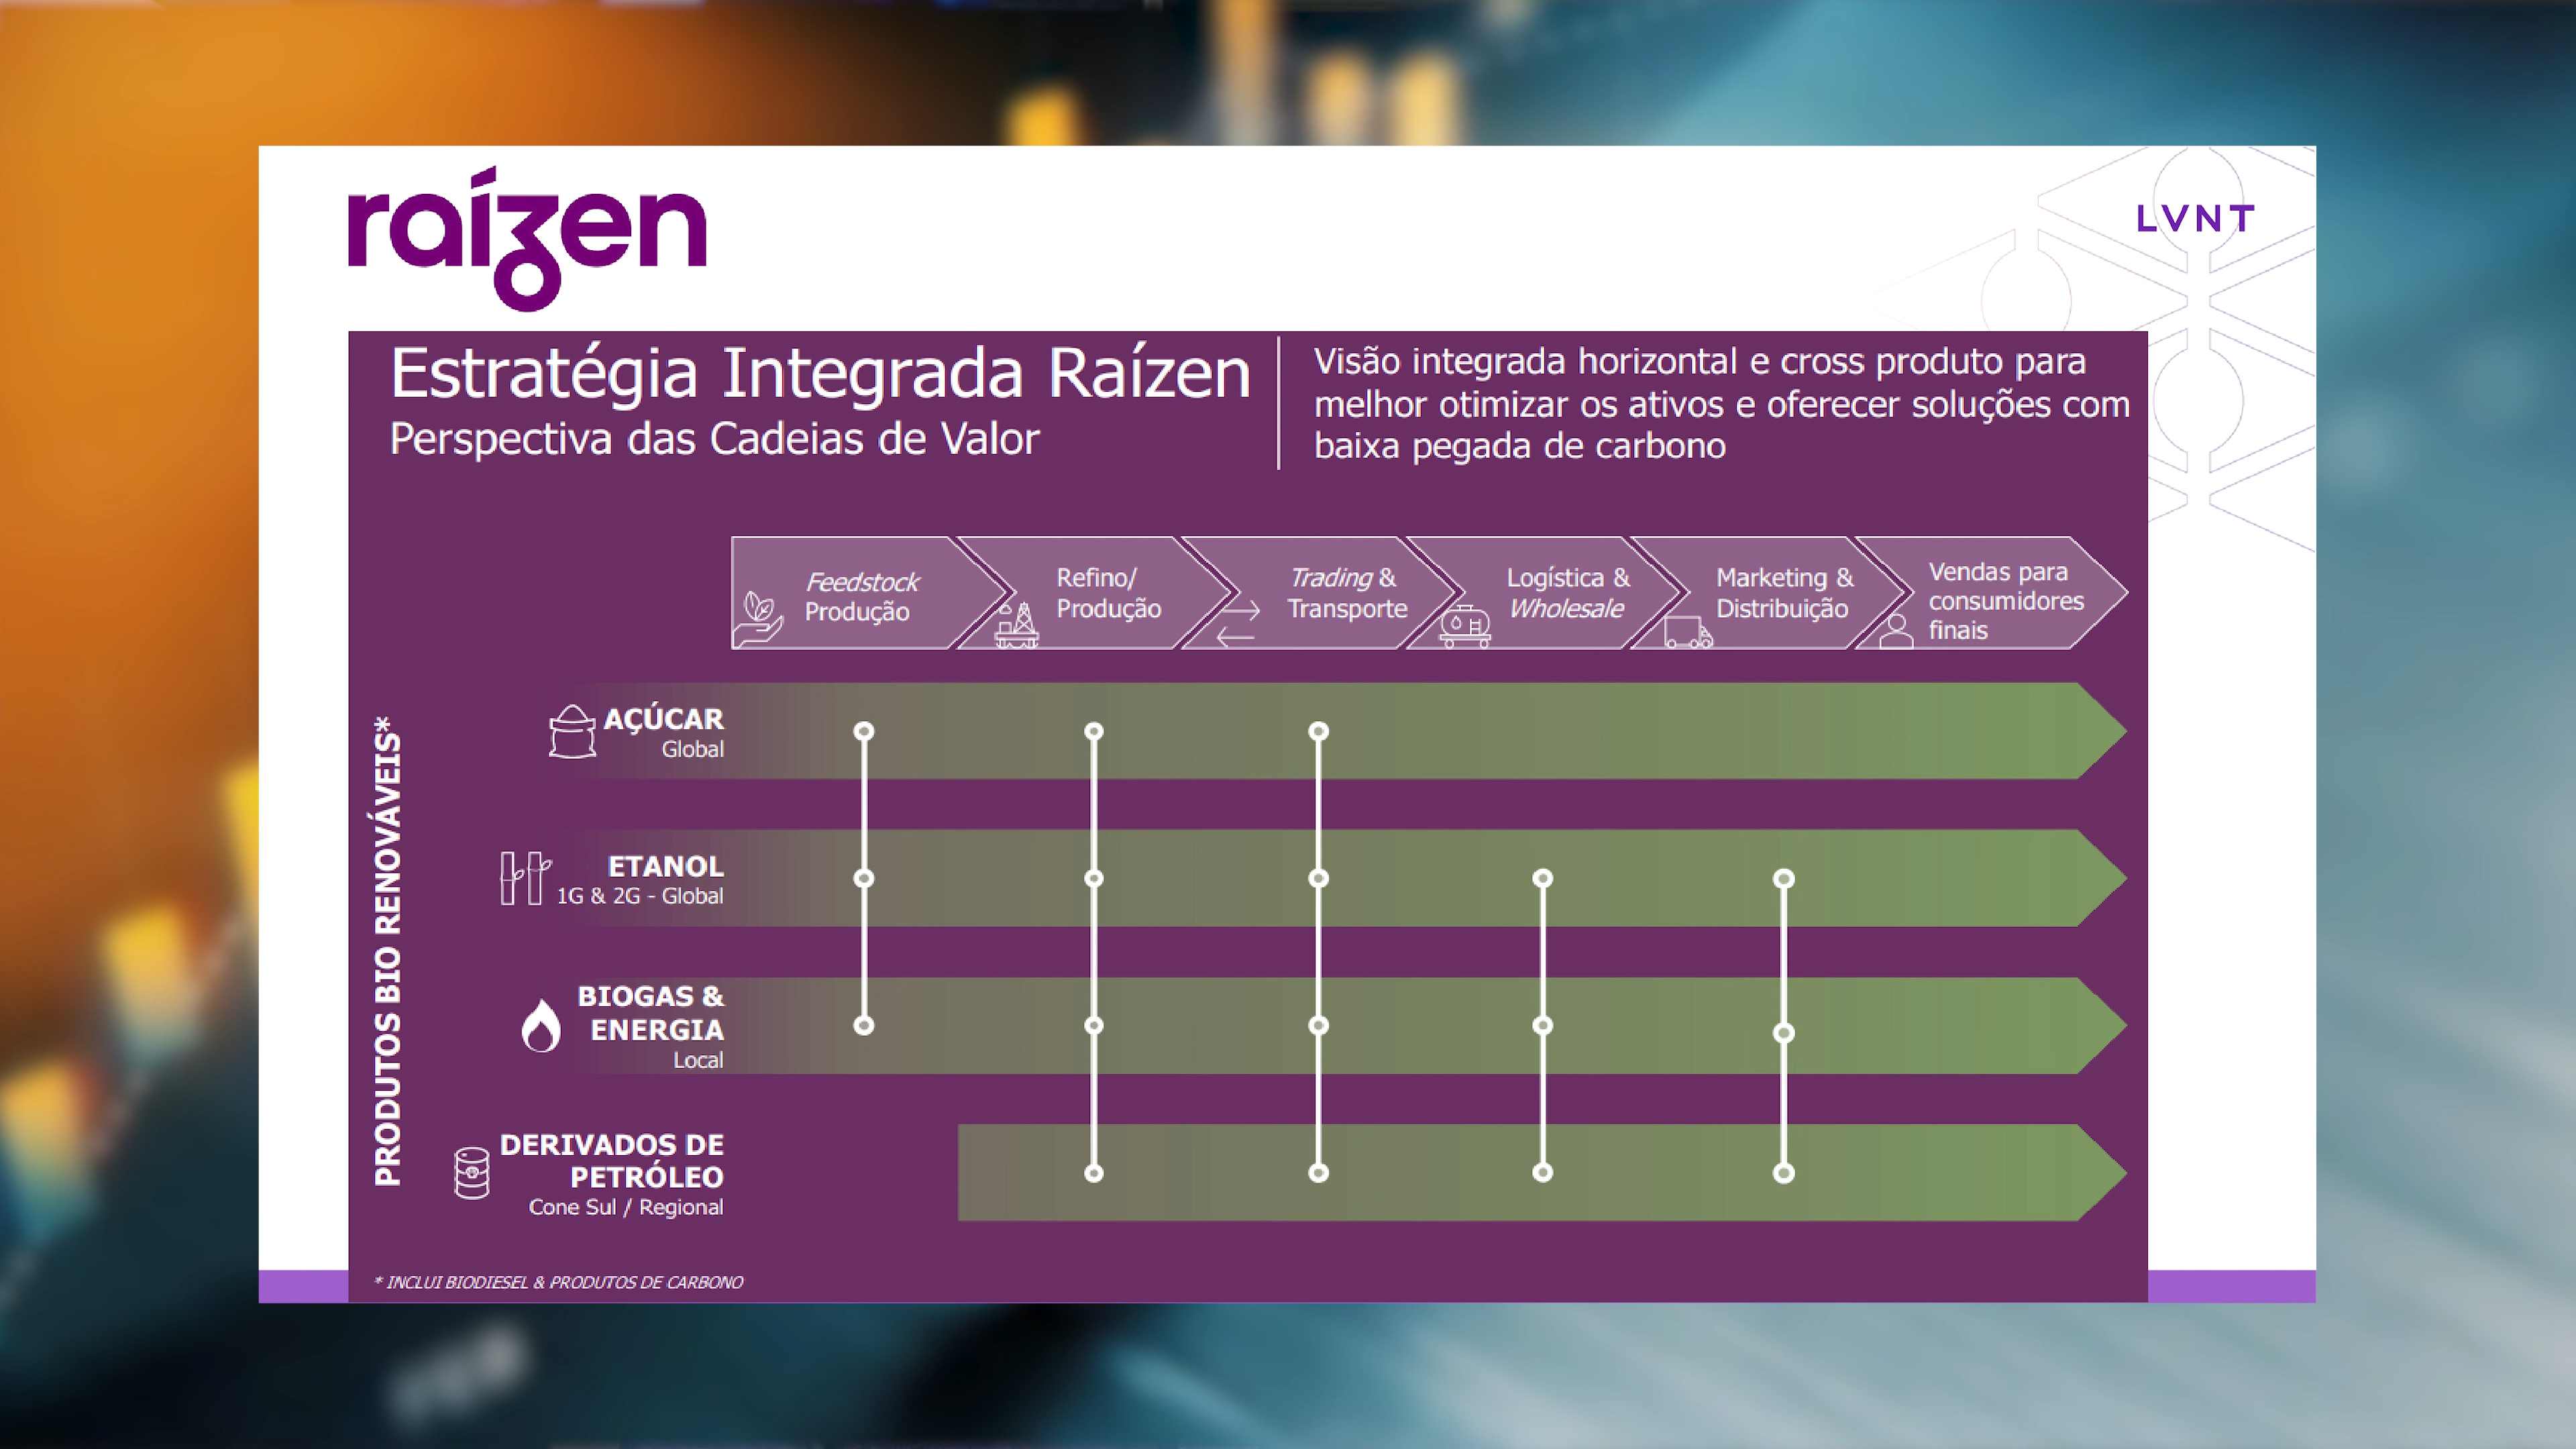 raízen
LVNT
Estratégia Integrada Raízen
Perspectiva das Cadeias de Valor
Visão integrada horizontal e cross produto para
melhor otimizar os ativos e oferecer soluções com
baixa pegada de carbono
Feedstock
Produção
Refino/
Produção
Trading &
Transporte
Logística &
Wholesale
Marketing &
Distribuição
Vendas para
consumidores
finais
PRODUTOS BIO RENOVÁVEIS*
AÇÚCAR
Global
ETANOL
1G & 2G - Global
BIOGAS &
ENERGIA
Local
DERIVADOS DE
PETRÓLEO
Cone Sul / Regional
* INCLUI BIODIESEL & PRODUTOS DE CARBONO